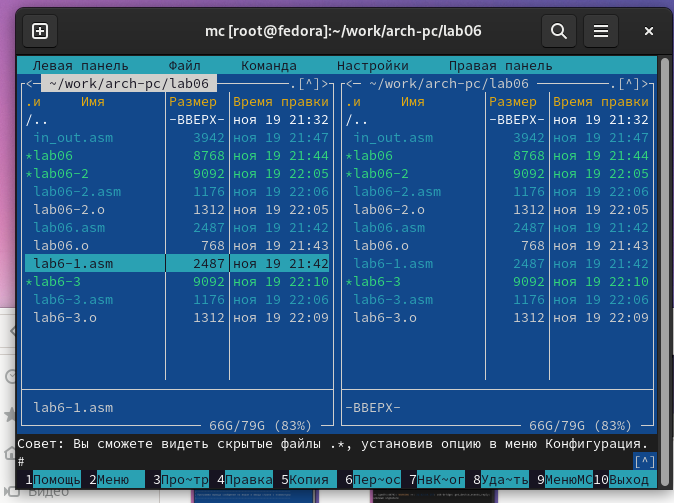 mc [root@fedora]:~/work/arch-pc/lab06
Левая панель Файл Команда Настройки Правая панель
<─ ~/work/arch-pc/lab06 .[^]> <─ ~/work/arch-pc/lab06 .[^]>
.и Имя Размер Время правки .и Имя Размер Время правки
/.. -ВВЕРХ- ноя 19 21:32 /.. -ВВЕРХ- ноя 19 21:32
in_out.asm 3942 ноя 19 21:47 in_out.asm 3942 ноя 19 21:47
*lab06 8768 ноя 19 21:44 *lab06 8768 ноя 19 21:44
*lab06-2 9092 ноя 19 22:05 *lab06-2 9092 ноя 19 22:05
lab06-2.asm 1176 ноя 19 22:06 lab06-2.asm 1176 ноя 19 22:06
lab06-2.o 1312 ноя 19 22:05 lab06-2.o 1312 ноя 19 22:05
lab06.asm 2487 ноя 19 21:42 lab06.asm 2487 ноя 19 21:42
lab06.o 768 ноя 19 21:43 lab06.o 768 ноя 19 21:43
lab6-1.asm 2487 ноя 19 21:42 lab6-1.asm 2487 ноя 19 21:42
*lab6-3 9092 ноя 19 22:10 *lab6-3 9092 ноя 19 22:10
lab6-3.asm 1176 ноя 19 22:06 lab6-3.asm 1176 ноя 19 22:06
lab6-3.o 1312 ноя 19 22:09 lab6-3.o 1312 ноя 19 22:09
lab6-1.asm -ВВЕРХ-
66G/79G (83%) 66G/79G (83%)
Совет: Вы сможете видеть скрытые файлы .*, установив опцию в меню Конфигурация.
# [^]
1Помощь 2Меню 3Про~тр 4Правка 5Копия 6Пер~ос 7НвК~ог 8Уда~ть 9МенюMC 10Выход
Видео